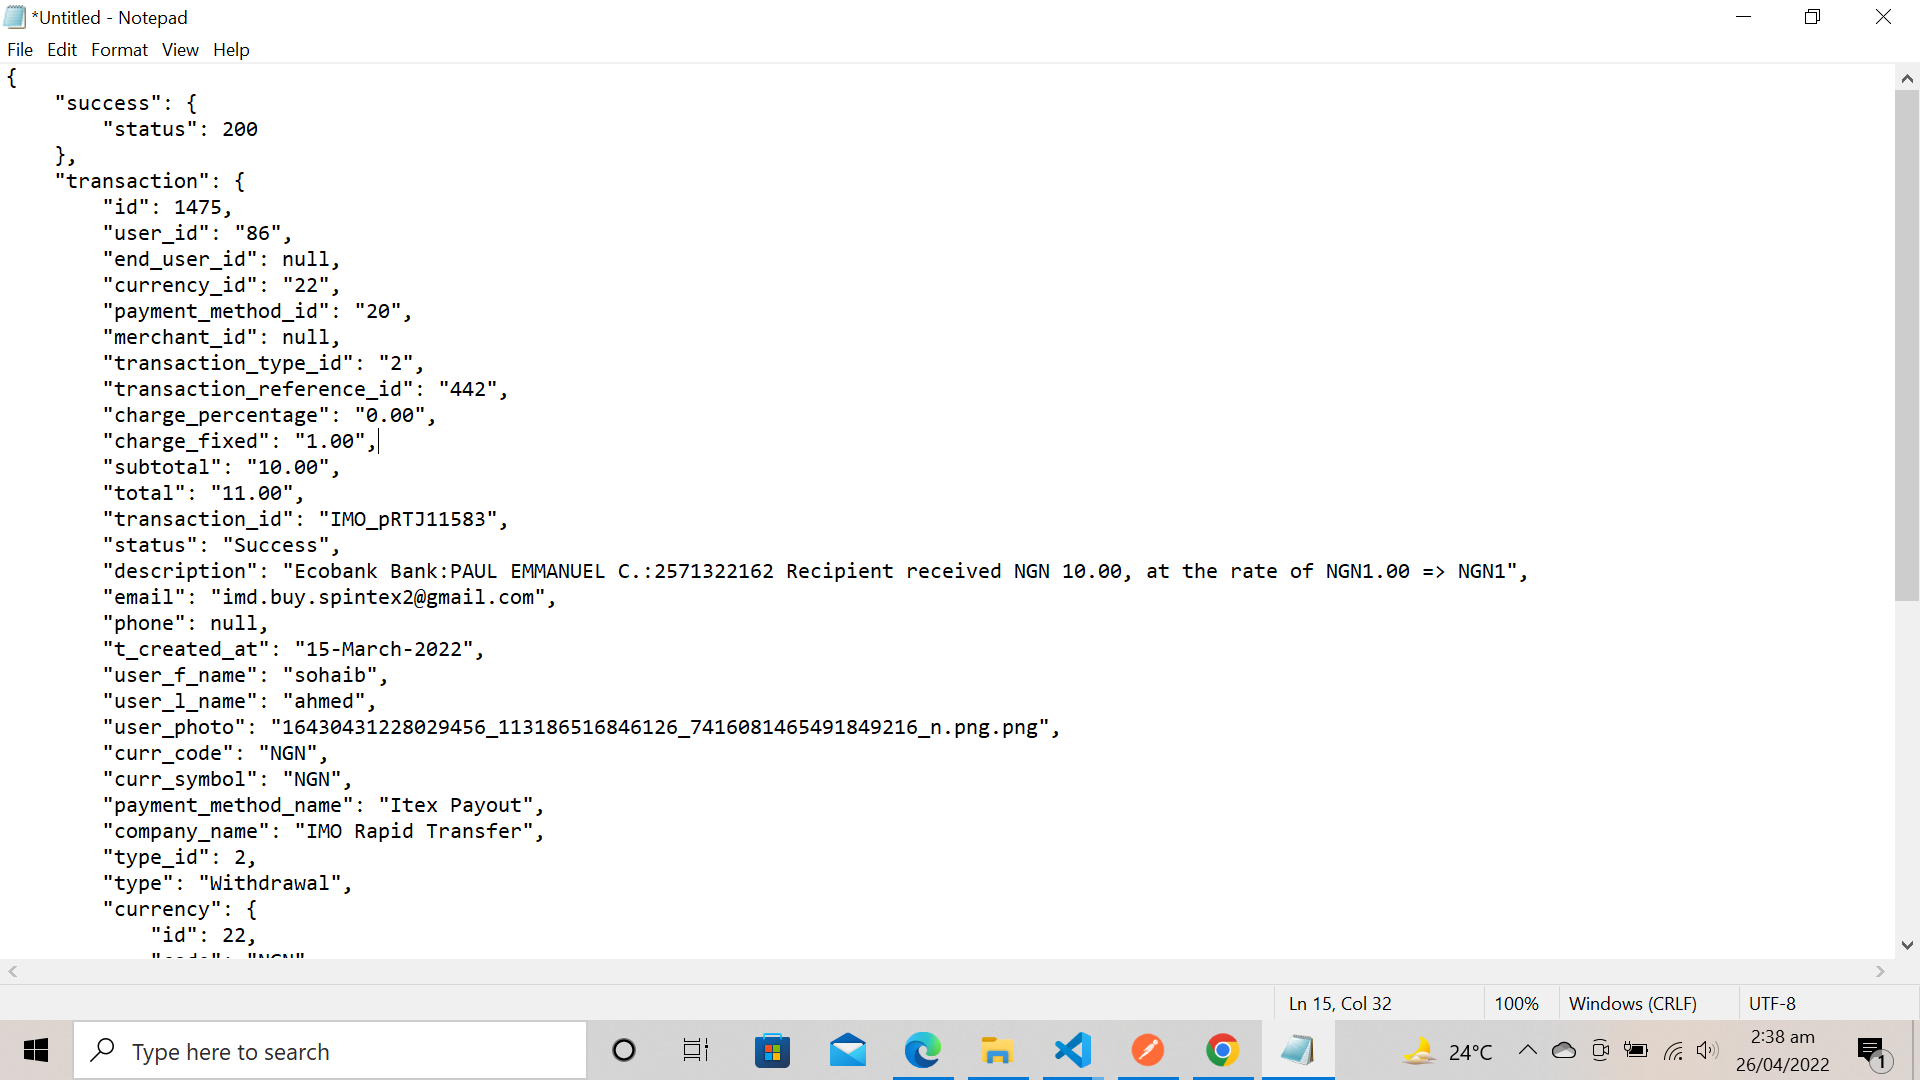 *Untitled - Notepad
File Edit Format View Help
{
    "success": {
        "status": 200
    },
    "transaction": {
        "id": 1475,
        "user_id": "86",
        "end_user_id": null,
        "currency_id": "22",
        "payment_method_id": "20",
        "merchant_id": null,
        "transaction_type_id": "2",
        "transaction_reference_id": "442",
        "charge_percentage": "0.00",
        "charge_fixed": "1.00",
        "subtotal": "10.00",
        "total": "11.00",
        "transaction_id": "IMO_pRTJ11583",
        "status": "Success",
        "description": "Ecobank Bank:PAUL EMMANUEL C.:2571322162 Recipient received NGN 10.00, at the rate of NGN1.00 => NGN1",
        "email": "imd.buy.spintex2@gmail.com",
        "phone": null,
        "t_created_at": "15-March-2022",
        "user_f_name": "sohaib",
        "user_l_name": "ahmed",
        "user_photo": "16430431228029456_113186516846126_7416081465491849216_n.png.png",
        "curr_code": "NGN",
        "curr_symbol": "NGN",
        "payment_method_name": "Itex Payout",
        "company_name": "IMO Rapid Transfer",
        "type_id": 2,
        "type": "Withdrawal",
        "currency": {
            "id": 22,
            "code": "NGN"
Ln 15, Col 32 100% Windows (CRLF) UTF-8
Type here to search
24°C
2:38 am
26/04/2022
1